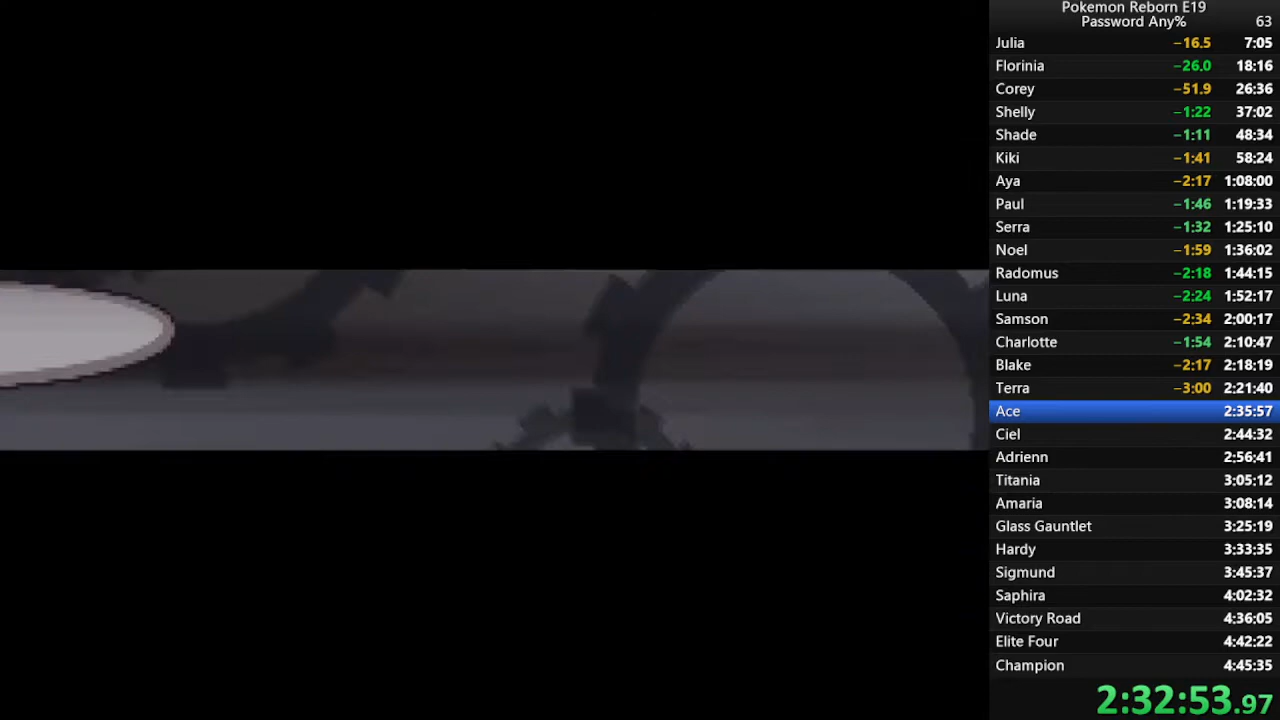 Pokemon Reborn E19
Password Any% 63
Julia −16.5 7:05
Florinia −26.0 18:16
Corey −51.9 26:36
Shelly −1:22 37:02
Shade −1:11 48:34
Kiki −1:41 58:24
Aya −2:17 1:08:00
Paul −1:46 1:19:33
Serra −1:32 1:25:10
Noel −1:59 1:36:02
Radomus −2:18 1:44:15
Luna −2:24 1:52:17
Samson −2:34 2:00:17
Charlotte −1:54 2:10:47
Blake −2:17 2:18:19
Terra −3:00 2:21:40
Ace 2:35:57
Ciel 2:44:32
Adrienn 2:56:41
Titania 3:05:12
Amaria 3:08:14
Glass Gauntlet 3:25:19
Hardy 3:33:35
Sigmund 3:45:37
Saphira 4:02:32
Victory Road 4:36:05
Elite Four 4:42:22
Champion 4:45:35
2:32:53.97